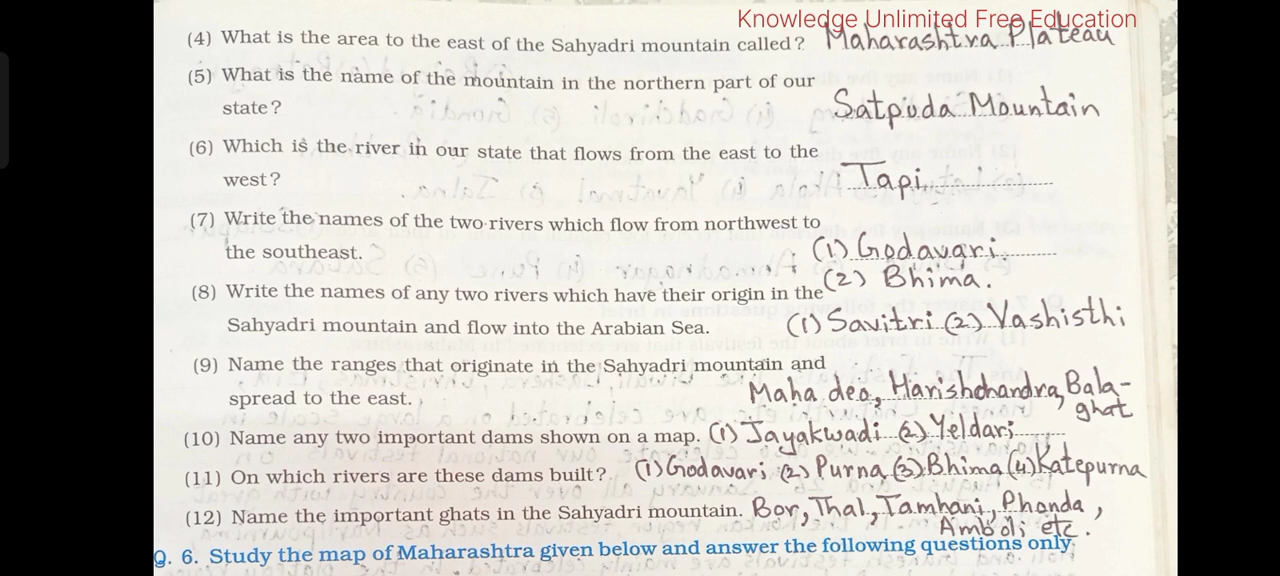 Knowledge Unlimited Free Education
(4) What is the area to the east of the Sahyadri mountain called? Maharashtra Plateau
(5) What is the name of the mountain in the northern part of our
state? Satpuda Mountain
(6) Which is the river in our state that flows from the east to the
west? Tapi
(7) Write the names of the two rivers which flow from northwest to
the southeast. (1) Godavari
(2) Bhima.
(8) Write the names of any two rivers which have their origin in the
Sahyadri mountain and flow into the Arabian Sea. (1) Savitri (2) Vashisthi
(9) Name the ranges that originate in the Sahyadri mountain and
spread to the east. Maha deo, Harishchandra, Bala-
ghat
(10) Name any two important dams shown on a map. (1) Jayakwadi (2) Yeldari
(11) On which rivers are these dams built? (1) Godavari (2) Purna (3) Bhima (4) Katepurna
(12) Name the important ghats in the Sahyadri mountain. Bor, Thal, Tamhani, Phonda,
Amboli etc.
Q. 6. Study the map of Maharashtra given below and answer the following questions only